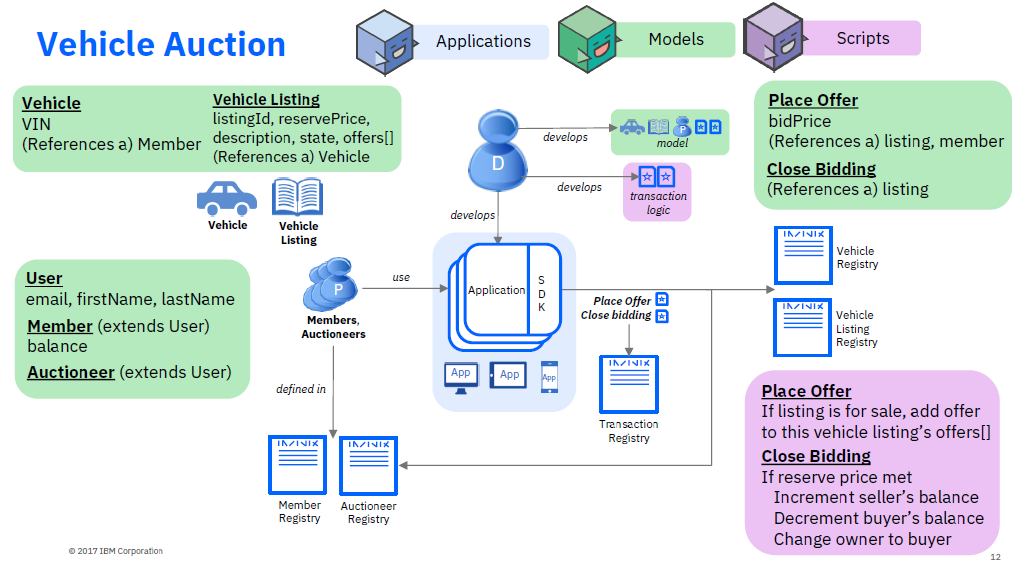 Vehicle Auction
Applications
Models
Scripts
Vehicle
VIN
(References a) Member
Vehicle Listing
listingId, reservePrice,
description, state, offers[]
(References a) Vehicle
Vehicle
Vehicle
Listing
D
develops
model
P
develops
transaction
logic
develops
Place Offer
bidPrice
(References a) listing, member
Close Bidding
(References a) listing
User
email, firstName, lastName
Member (extends User)
balance
Auctioneer (extends User)
P
Members,
Auctioneers
use
Application
S
D
K
App
App
App
Place Offer
Close bidding
Transaction
Registry
Vehicle
Registry
Vehicle
Listing
Registry
defined in
Member
Registry
Auctioneer
Registry
Place Offer
If listing is for sale, add offer
to this vehicle listing’s offers[]
Close Bidding
If reserve price met
Increment seller’s balance
Decrement buyer’s balance
Change owner to buyer
© 2017 IBM Corporation
12